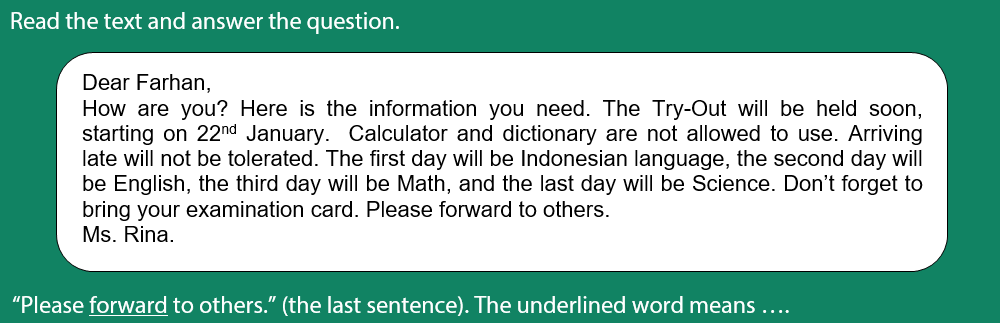 Read the text and answer the question.
Dear Farhan,
How are you? Here is the information you need. The Try-Out will be held soon,
starting on 22nd January. Calculator and dictionary are not allowed to use. Arriving
late will not be tolerated. The first day will be Indonesian language, the second day will
be English, the third day will be Math, and the last day will be Science. Don’t forget to
bring your examination card. Please forward to others.
Ms. Rina.
“Please forward to others.” (the last sentence). The underlined word means ….